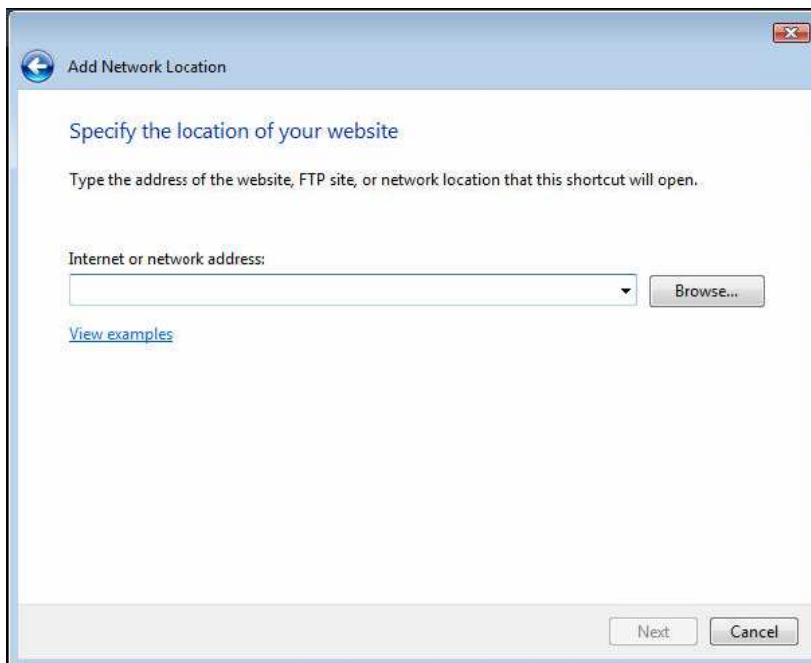 Add Network Location
Specify the location of your website
Type the address of the website, FTP site, or network location that this shortcut will open.
Internet or network address:
Browse...
View examples
Next
Cancel